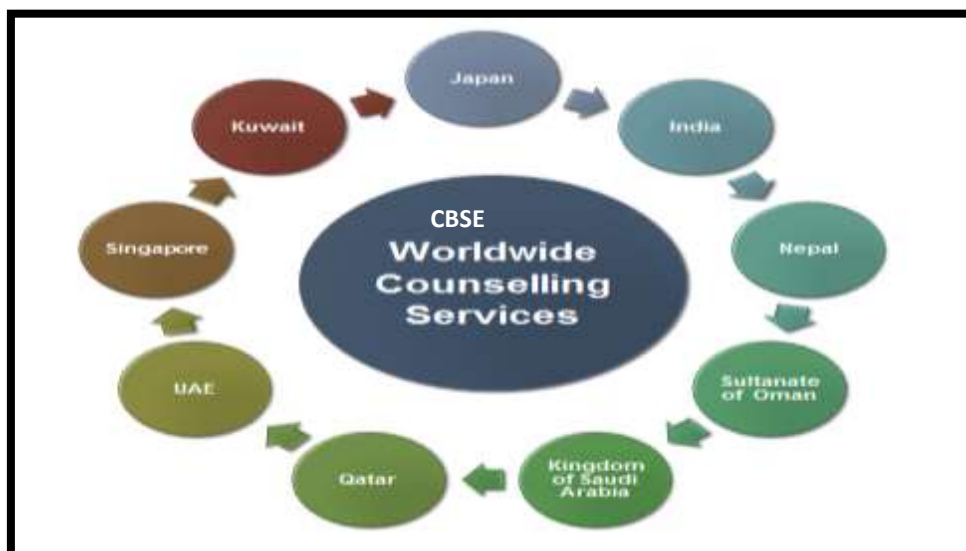 Japan
India
Nepal
Sultanate
of Oman
Kingdom
of Saudi
Arabia
Qatar
UAE
Singapore
Kuwait
CBSE
Worldwide
Counselling
Services